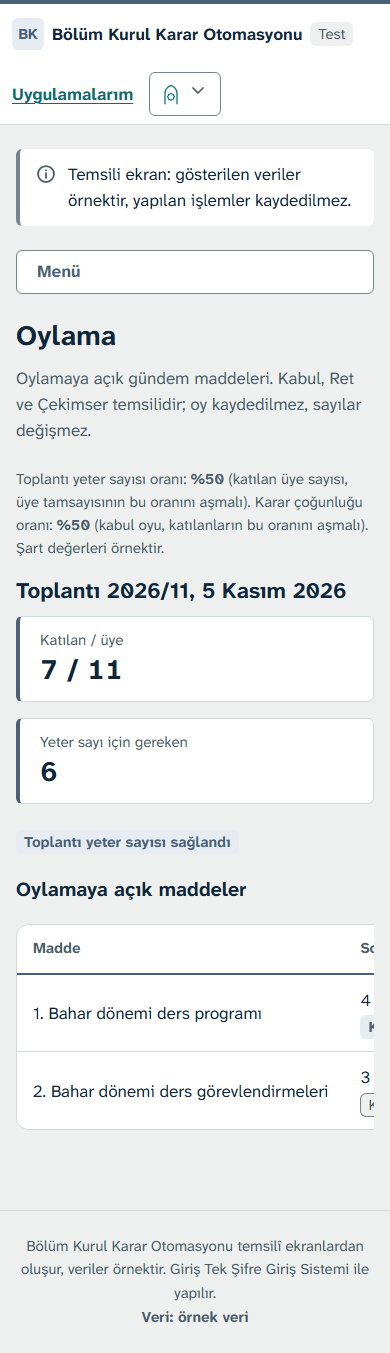 BK Bölüm Kurul Karar Otomasyonu Test
Uygulamalarım
Temsili ekran: gösterilen veriler
örnektir, yapılan işlemler kaydedilmez.
Menü
Oylama
Oylamaya açık gündem maddeleri. Kabul, Ret
ve Çekimser temsilidir; oy kaydedilmez, sayılar
değişmez.
Toplantı yeter sayısı oranı: %50 (katılan üye sayısı,
üye tamsayısının bu oranını aşmalı). Karar çoğunluğu
oranı: %50 (kabul oyu, katılanların bu oranını aşmalı).
Şart değerleri örnektir.
Toplantı 2026/11, 5 Kasım 2026
Katılan / üye
7 / 11
Yeter sayı için gereken
6
Toplantı yeter sayısı sağlandı
Oylamaya açık maddeler
Madde
1. Bahar dönemi ders programı 4
2. Bahar dönemi ders görevlendirmeleri 3
Bölüm Kurul Karar Otomasyonu temsilî ekranlardan
oluşur, veriler örnektir. Giriş Tek Şifre Giriş Sistemi ile
yapılır.
Veri: örnek veri